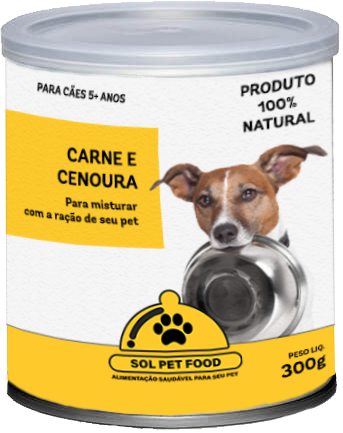 PARA CÃES 5+ ANOS
PRODUTO
100%
NATURAL
CARNE E
CENOURA
Para misturar
com a ração de seu pet
SOL PET FOOD
ALIMENTAÇÃO SAUDÁVEL PARA SEU PET
PESO LIQ.
300g